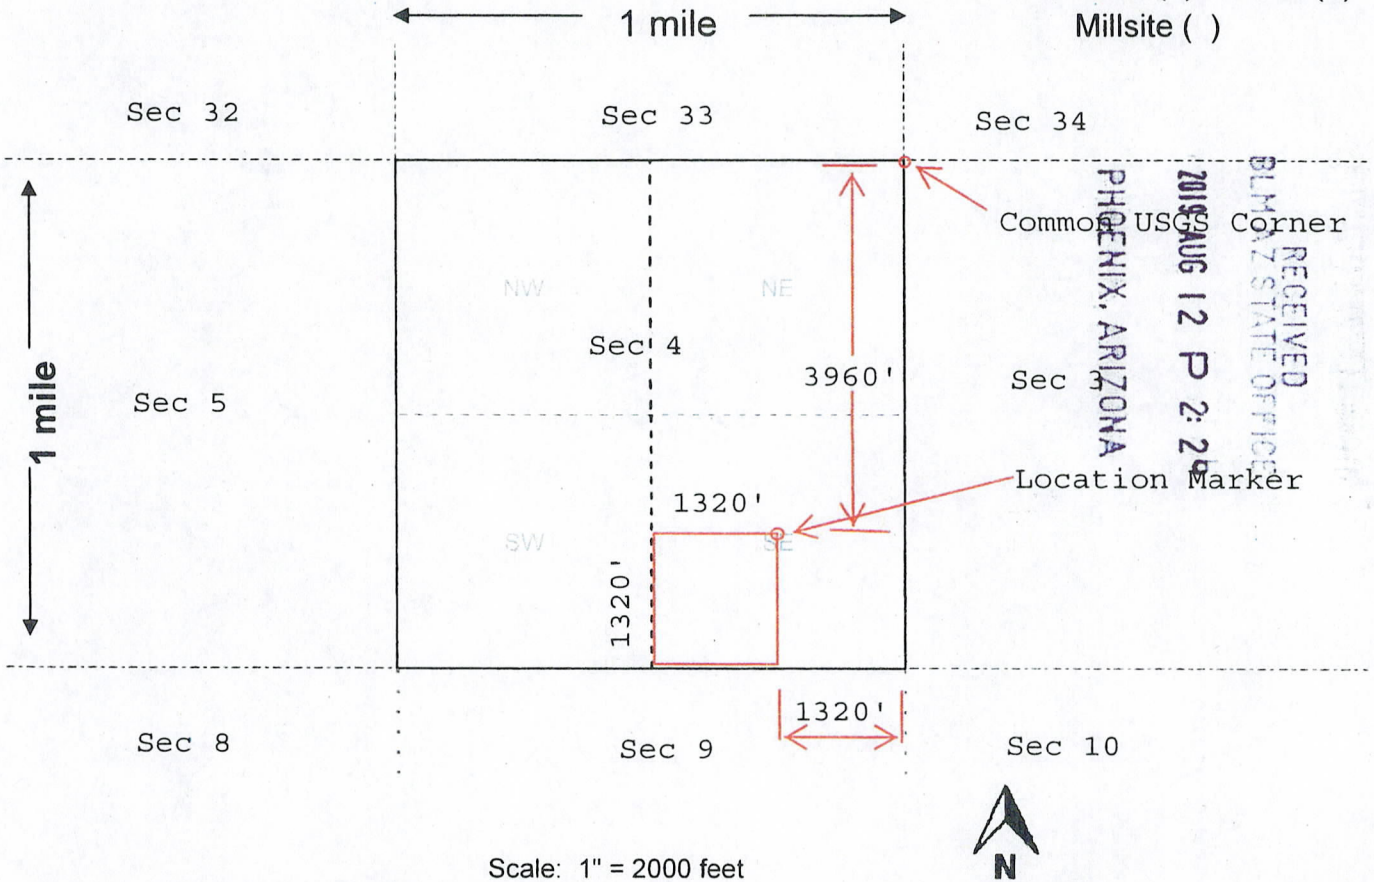 1 mile
Millsite ( )
Sec 32
Sec 33
Sec 34
Common USGS Corner
NW
NE
Sec 4
3960'
Sec 5
1 mile
Sec
1320'
Location Marker
SW
SE
1320'
1320'
Sec 8
Sec 9
Sec 10
N
Scale: 1" = 2000 feet
RECEIVED
BLM AZ STATE OFFICE
2019 AUG 12 P 2:29
PHOENIX, ARIZONA